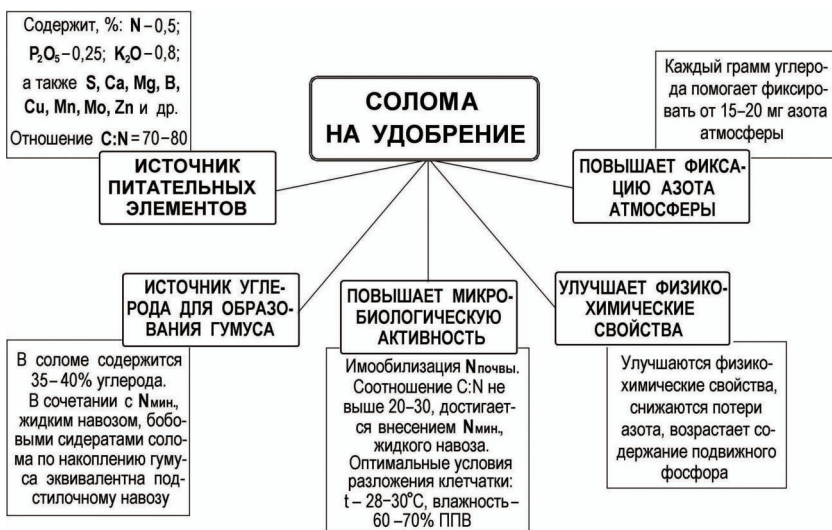 Содержит, %: N – 0,5;
P₂O₅ – 0,25; K₂O – 0,8;
а также S, Ca, Mg, B,
Cu, Mn, Mo, Zn и др.
Отношение C:N = 70–80
ИСТОЧНИК
ПИТАТЕЛЬНЫХ
ЭЛЕМЕНТОВ
СОЛОМА
НА УДОБРЕНИЕ
Каждый грамм углеро-
да помогает фиксиро-
вать от 15–20 мг азота
атмосферы
ПОВЫШАЕТ ФИКСА-
ЦИЮ АЗОТА
АТМОСФЕРЫ
ИСТОЧНИК УГЛЕ-
РОДА ДЛЯ ОБРАЗО-
ВАНИЯ ГУМУСА
В соломе содержится
35–40% углерода.
В сочетании с Nмин.,
жидким навозом, бобо-
выми сидератами соло-
ма по накоплению гуму-
са эквивалентна под-
стилочному навозу
ПОВЫШАЕТ МИКРО-
БИОЛОГИЧЕСКУЮ
АКТИВНОСТЬ
Имообилизация Nпочвы.
Соотношение C:N не
выше 20–30, достигает-
ся внесением Nмин.,
жидкого навоза.
Оптимальные условия
разложения клетчатки:
t – 28–30°C, влажность –
60 –70% ППВ
УЛУЧШАЕТ ФИЗИКО-
ХИМИЧЕСКИЕ
СВОЙСТВА
Улучшаются физико-
химические свойства,
снижаются потери
азота, возрастает со-
держание подвижного
фосфора